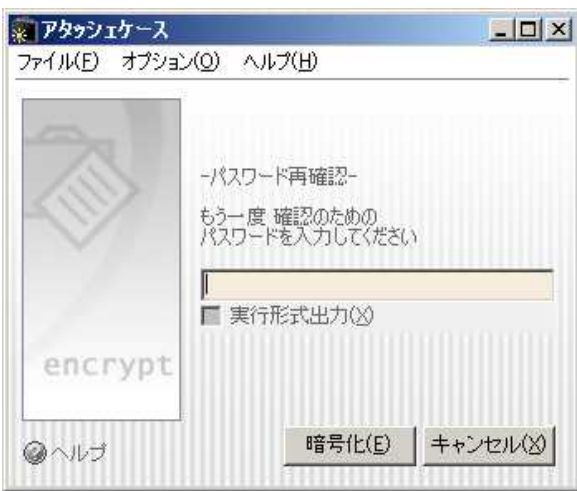 アタッシェケース
ファイル(F) オプション(O) ヘルプ(H)
-パスワード再確認-
もう一度 確認のための
パスワードを入力してください
実行形式出力(X)
encrypt
ヘルプ 暗号化(E) キャンセル(X)